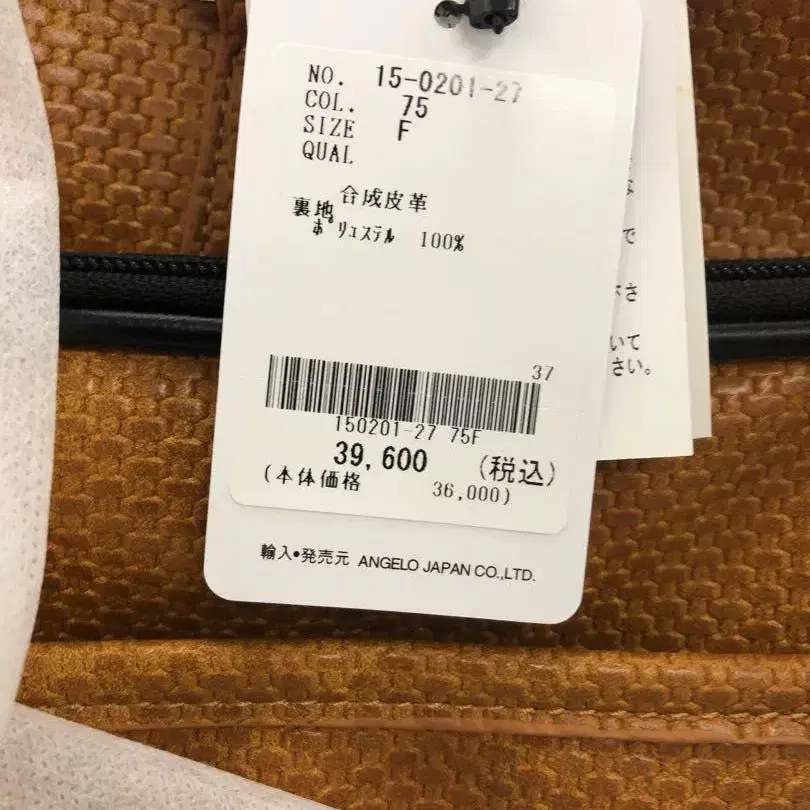 NO. 15-0201-27
COL. 75
SIZE F
QUAL
合成皮革
裏地
ポリエステル 100%
37
150201-27 75F
39,600 (税込)
(本体価格 36,000)
輸入•発売元 ANGELO JAPAN CO.,LTD.
な
で
下さ
いて
さい。